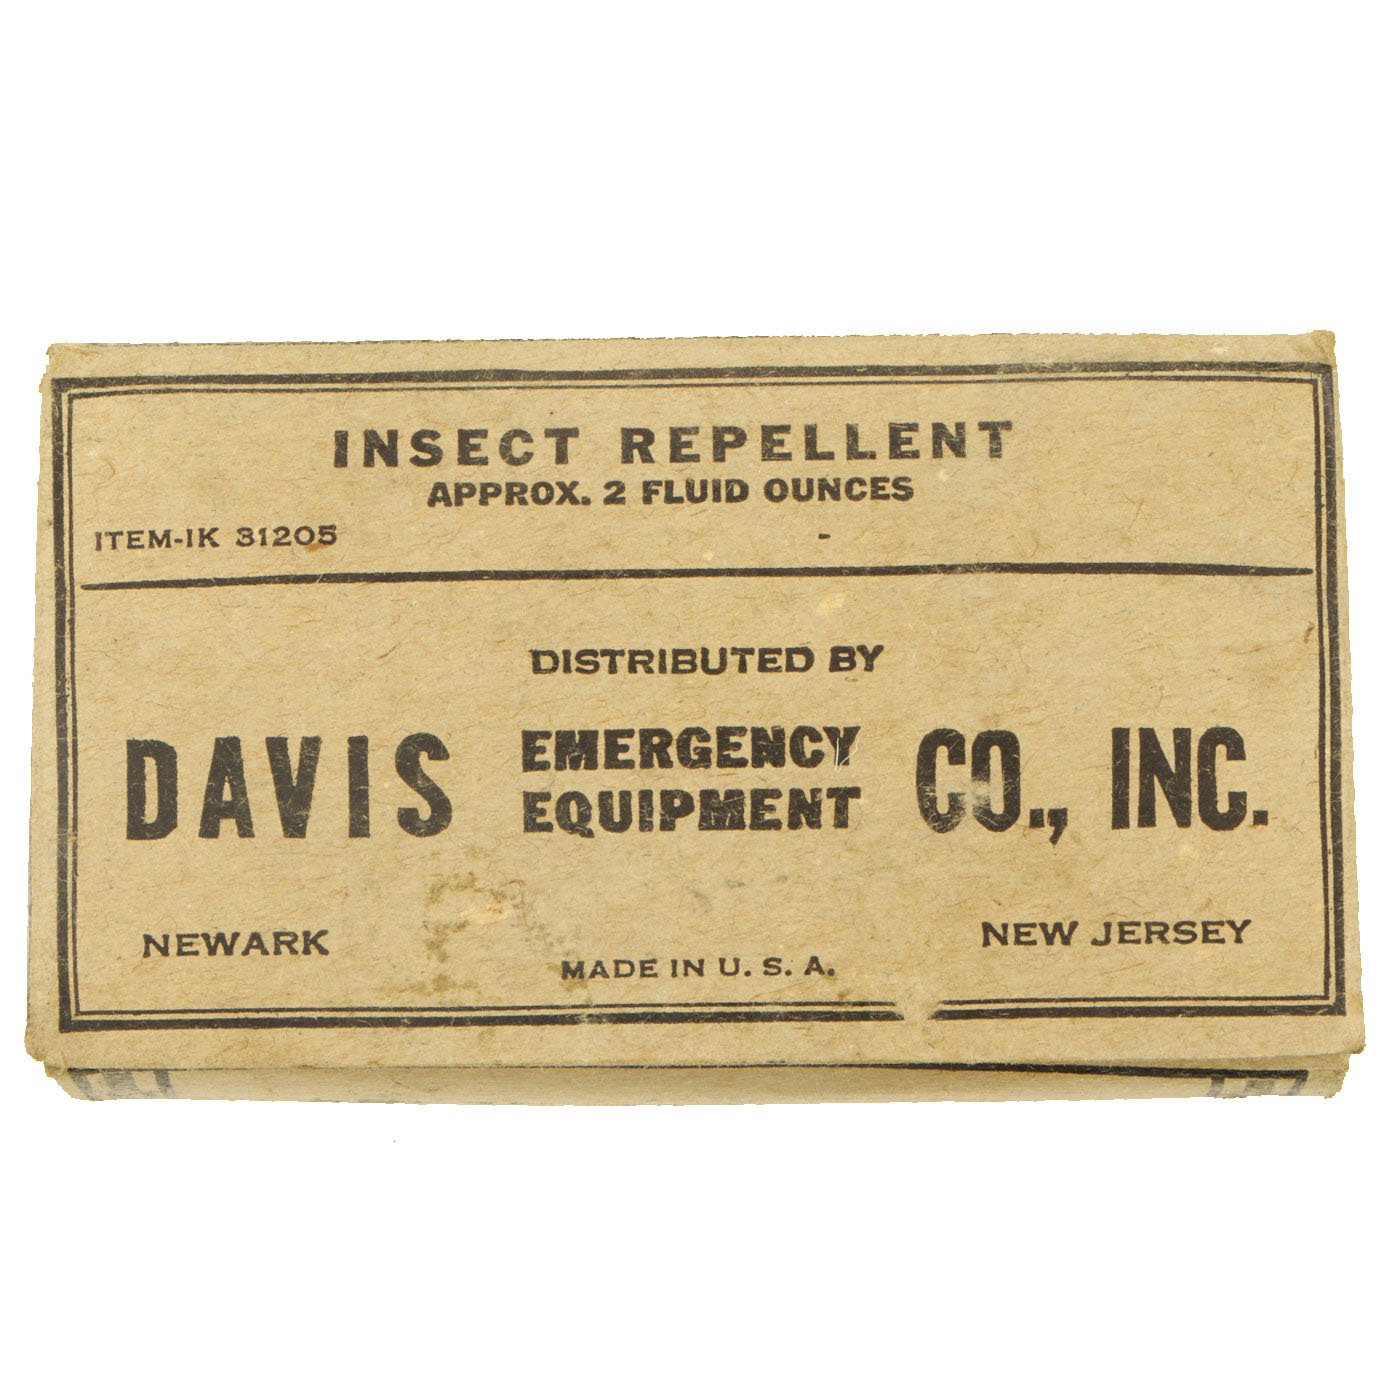 INSECT REPELLENT
APPROX. 2 FLUID OUNCES
ITEM-IK 31205
DISTRIBUTED BY
DAVIS EMERGENCY EQUIPMENT CO., INC.
NEWARK NEW JERSEY
MADE IN U. S. A.